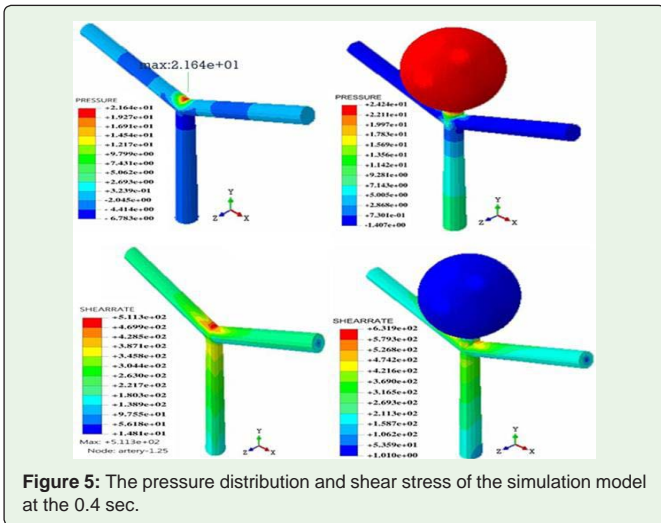 max:2.164e+01
PRESSURE
+2.164e+01
+1.927e+01
+1.691e+01
+1.454e+01
+1.217e+01
+9.799e+00
+7.431e+00
+5.062e+00
+2.693e+00
+3.239e-01
-2.045e+00
-4.414e+00
-6.783e+00
Y
Z
X
PRESSURE
+2.424e+01
+2.211e+01
+1.997e+01
+1.783e+01
+1.569e+01
+1.356e+01
+1.142e+01
+9.281e+00
+7.143e+00
+5.005e+00
+2.868e+00
+7.301e-01
-1.407e+00
Y
Z
X
SHEARRATE
+5.113e+02
+4.699e+02
+4.285e+02
+3.871e+02
+3.458e+02
+3.044e+02
+2.630e+02
+2.217e+02
+1.803e+02
+1.389e+02
+9.755e+01
+5.618e+01
+1.481e+01
Max: +5.113e+02
Node: artery-1.25
Y
Z
X
SHEARRATE
+6.319e+02
+5.793e+02
+5.268e+02
+4.742e+02
+4.216e+02
+3.690e+02
+3.165e+02
+2.693e+02
+2.113e+02
+1.587e+02
+1.062e+02
+5.359e+01
+1.010e+00
Y
Z
X
Figure 5: The pressure distribution and shear stress of the simulation model
at the 0.4 sec.